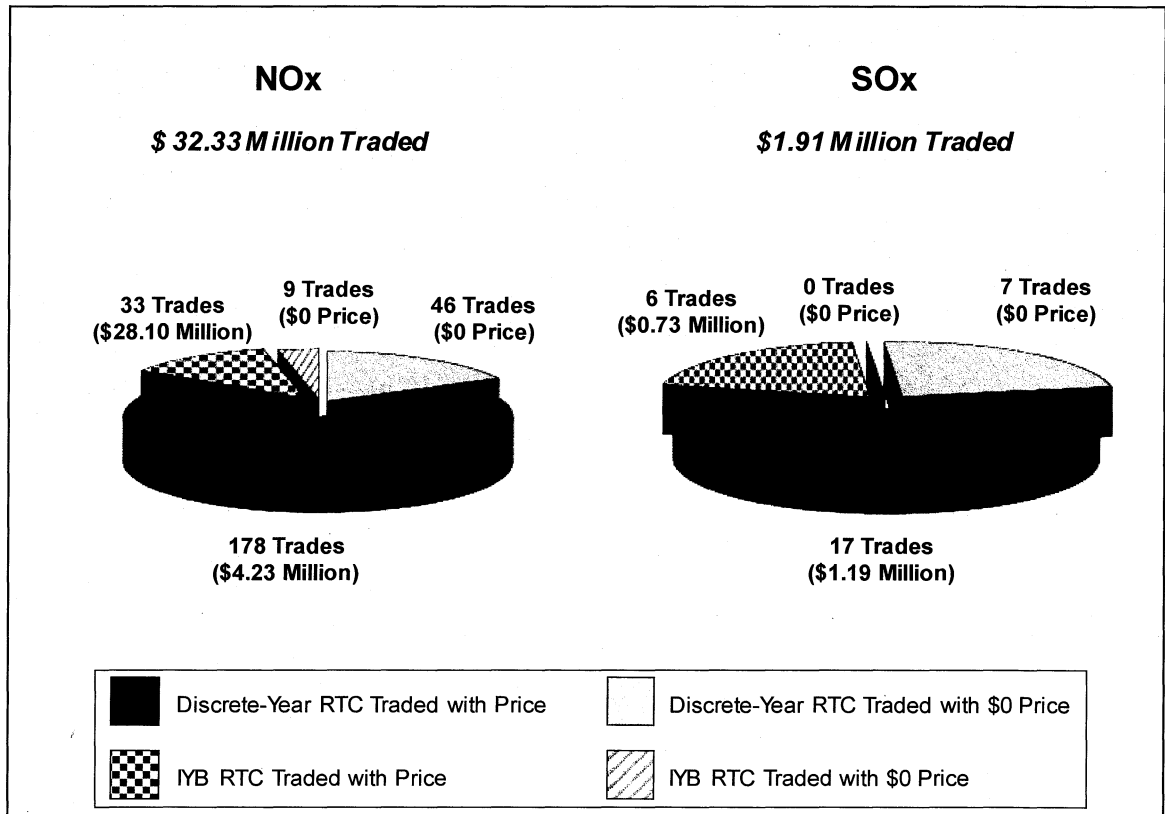 NOx
$ 32.33 Million Traded
33 Trades
($28.10 Million)
9 Trades
($0 Price)
46 Trades
($0 Price)
178 Trades
($4.23 Million)
SOx
$1.91 Million Traded
6 Trades
($0.73 Million)
0 Trades
($0 Price)
7 Trades
($0 Price)
17 Trades
($1.19 Million)
Discrete-Year RTC Traded with Price
Discrete-Year RTC Traded with $0 Price
IYB RTC Traded with Price
IYB RTC Traded with $0 Price